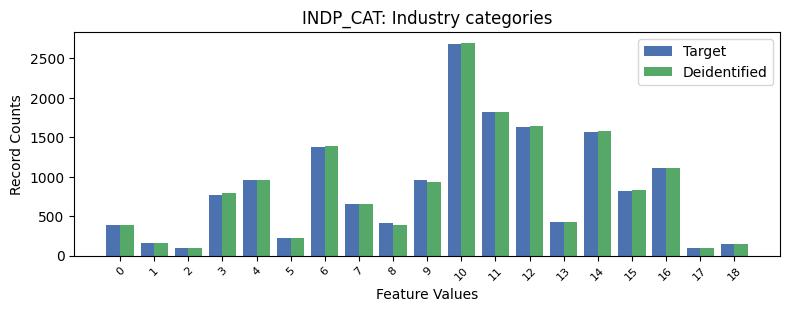 INDP_CAT: Industry categories
Target
Deidentified
Record Counts
2500
2000
1500
1000
500
0
0 1 2 3 4 5 6 7 8 9 10 11 12 13 14 15 16 17 18
Feature Values